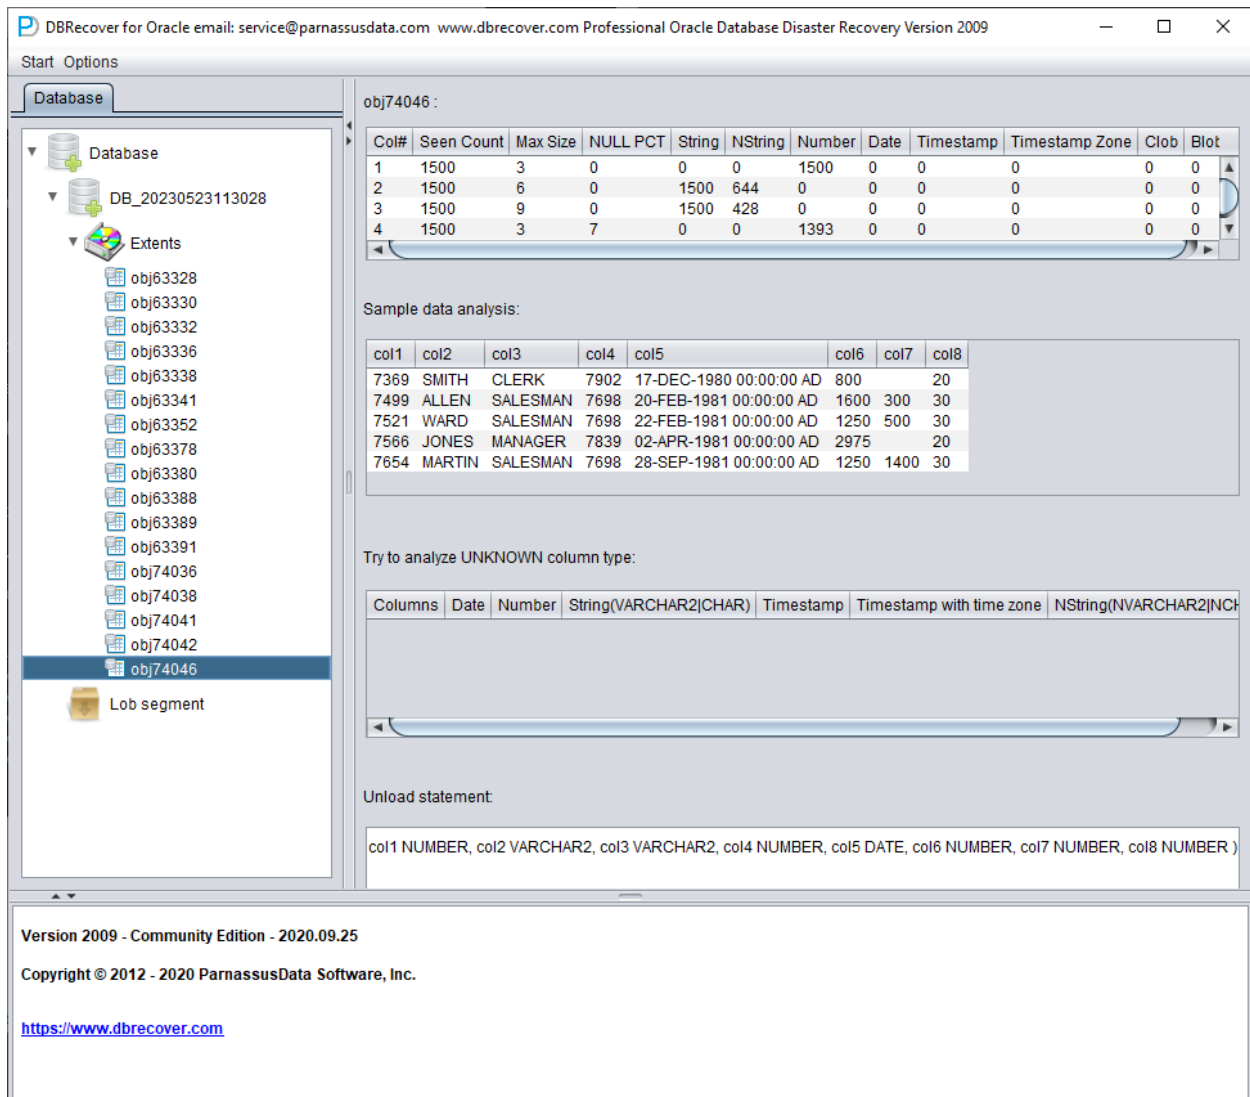 DBRecover for Oracle email: service@parnassusdata.com www.dbrecover.com Professional Oracle Database Disaster Recovery Version 2009
Start Options
Database
Database
DB_20230523113028
Extents
obj63328
obj63330
obj63332
obj63336
obj63338
obj63341
obj63352
obj63378
obj63380
obj63388
obj63389
obj63391
obj74036
obj74038
obj74041
obj74042
obj74046
Lob segment
obj74046 :
Col# Seen Count Max Size NULL PCT String NString Number Date Timestamp Timestamp Zone Clob Blob
1 1500 3 0 0 0 1500 0 0 0 0 0
2 1500 6 0 1500 644 0 0 0 0 0 0
3 1500 9 0 1500 428 0 0 0 0 0 0
4 1500 3 7 0 0 1393 0 0 0 0 0
Sample data analysis:
col1 col2 col3 col4 col5 col6 col7 col8
7369 SMITH CLERK 7902 17-DEC-1980 00:00:00 AD 800 20
7499 ALLEN SALESMAN 7698 20-FEB-1981 00:00:00 AD 1600 300 30
7521 WARD SALESMAN 7698 22-FEB-1981 00:00:00 AD 1250 500 30
7566 JONES MANAGER 7839 02-APR-1981 00:00:00 AD 2975 20
7654 MARTIN SALESMAN 7698 28-SEP-1981 00:00:00 AD 1250 1400 30
Try to analyze UNKNOWN column type:
Columns Date Number String(VARCHAR2|CHAR) Timestamp Timestamp with time zone NString(NVARCHAR2|NCH
Unload statement:
col1 NUMBER, col2 VARCHAR2, col3 VARCHAR2, col4 NUMBER, col5 DATE, col6 NUMBER, col7 NUMBER, col8 NUMBER )
Version 2009 - Community Edition - 2020.09.25
Copyright © 2012 - 2020 ParnassusData Software, Inc.
https://www.dbrecover.com